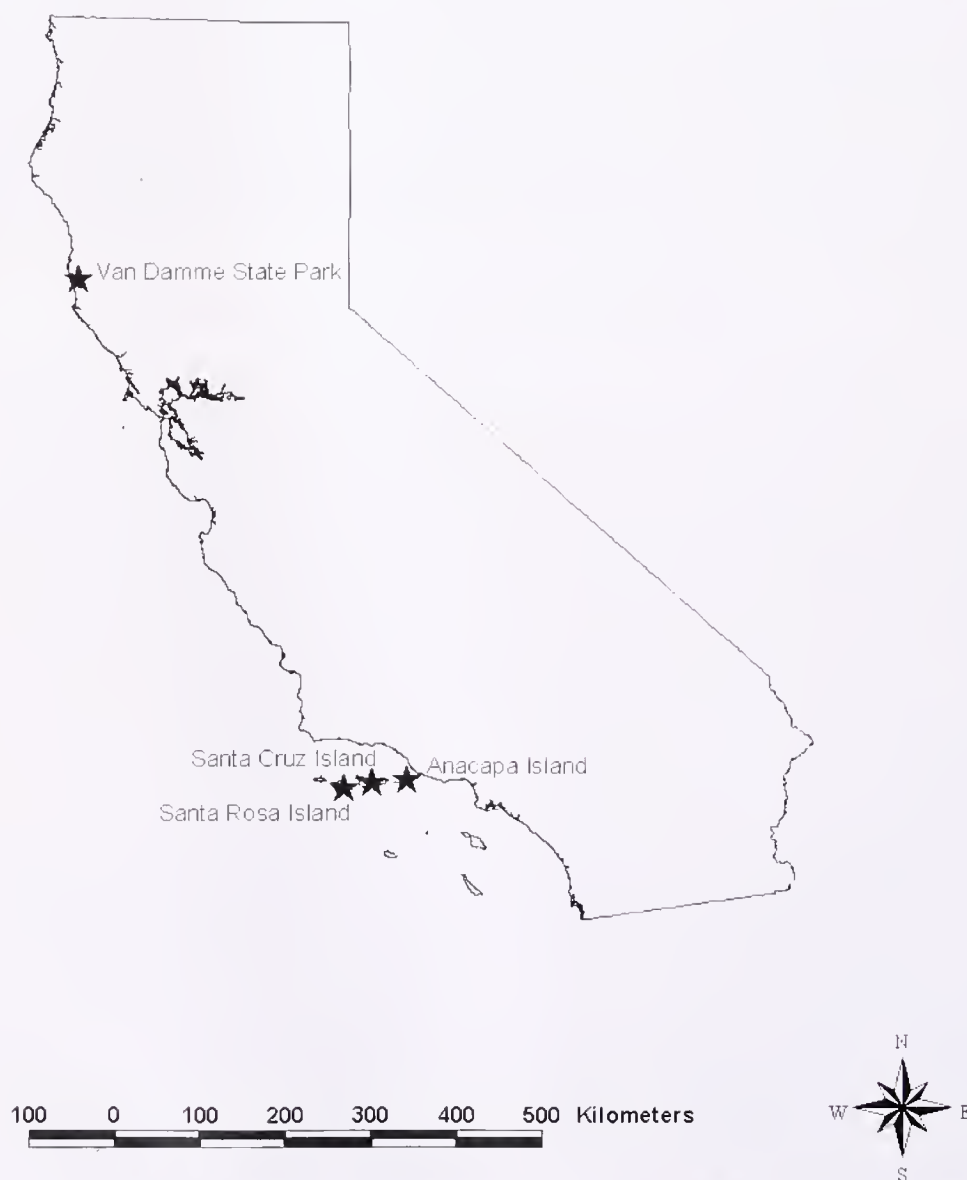 Van Damme State Park
Santa Cruz Island
Anacapa Island
Santa Rosa Island
N
100 0 100 200 300 400 500 Kilometers
W E
S